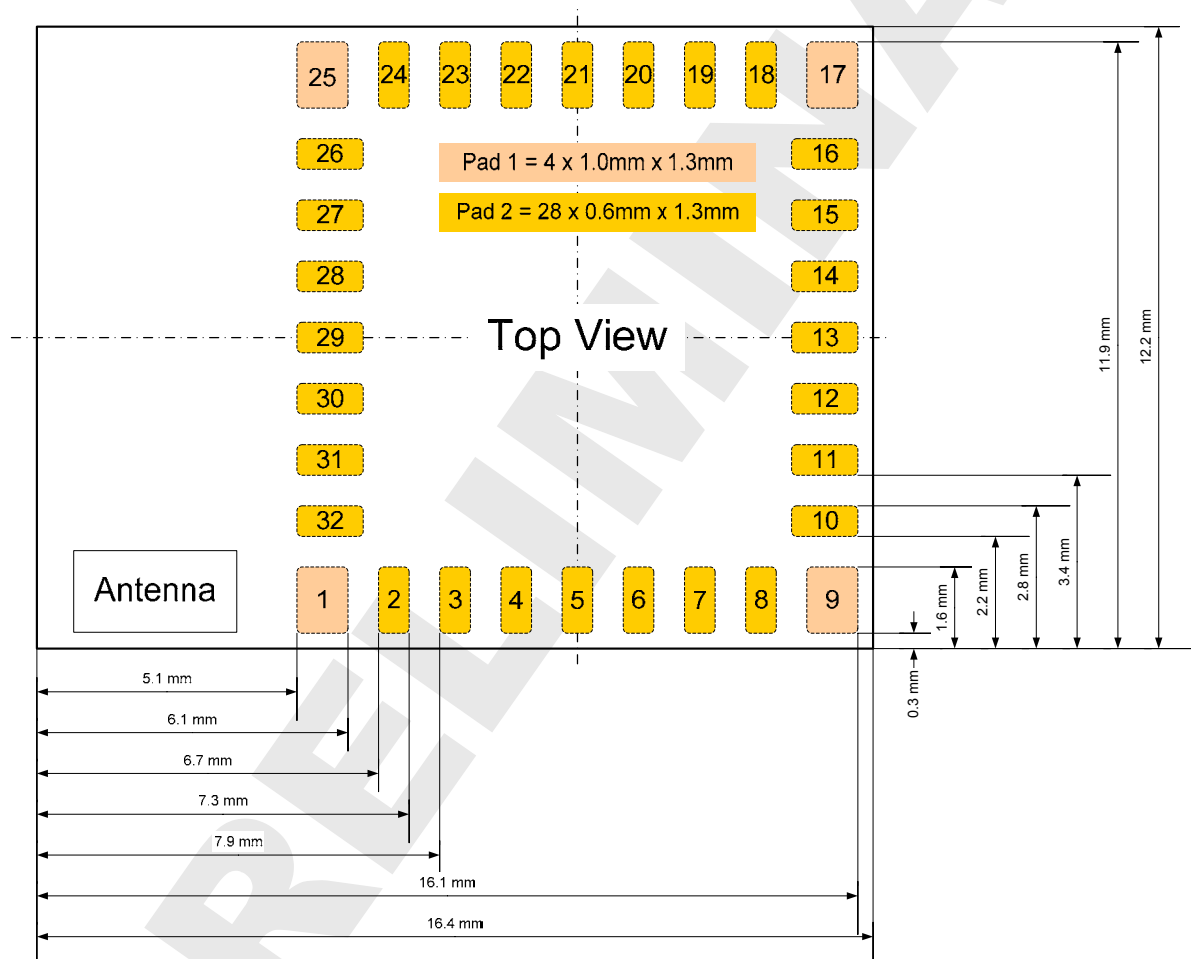 25 24 23 22 21 20 19 18 17
26 16
Pad 1 = 4 x 1.0mm x 1.3mm
27 15
Pad 2 = 28 x 0.6mm x 1.3mm
28 14
29 Top View 13
30 12
31 11
32 10
Antenna
1 2 3 4 5 6 7 8 9
0.3 mm
1.6 mm
2.2 mm
2.8 mm
3.4 mm
11.9 mm
12.2 mm
5.1 mm
6.1 mm
6.7 mm
7.3 mm
7.9 mm
16.1 mm
16.4 mm
RELIMINA